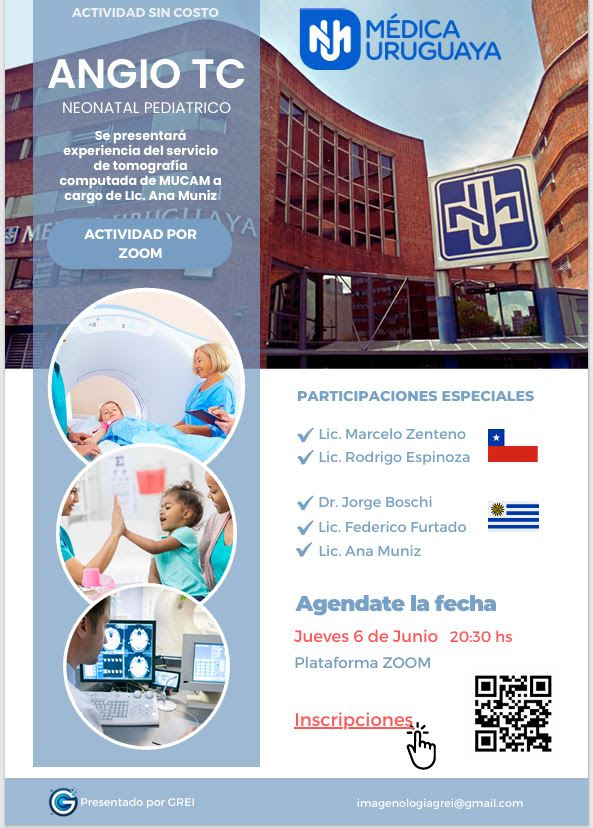 ACTIVIDAD SIN COSTO
MÉDICA
URUGUAYA
ANGIO TC
NEONATAL PEDIATRICO
Se presentará
experiencia del servicio
de tomografía
computada de MUCAM a
cargo de LIc. Ana Muniz
MEDICA URUGUAYA
ACTIVIDAD POR
ZOOM
PARTICIPACIONES ESPECIALES
Lic. Marcelo Zenteno
Lic. Rodrigo Espinoza
Dr. Jorge Boschi
Lic. Federico Furtado
Lic. Ana Muniz
Agendate la fecha
Jueves 6 de Junio 20:30 hs
Plataforma ZOOM
Inscripciones
Presentado por GREI
imagenologiagrei@gmail.com